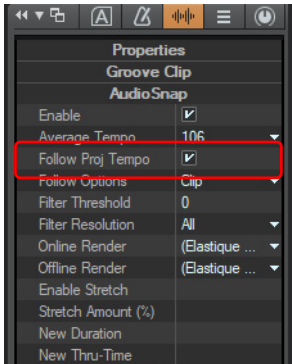 A
Properties
Groove Clip
AudioSnap
Enable
Average Tempo 106
Follow Proj Tempo
Follow Options Clip
Filter Threshold 0
Filter Resolution All
Online Render (Elastique ...
Offline Render (Elastique ...
Enable Stretch
Stretch Amount (%)
New Duration
New Thru-Time